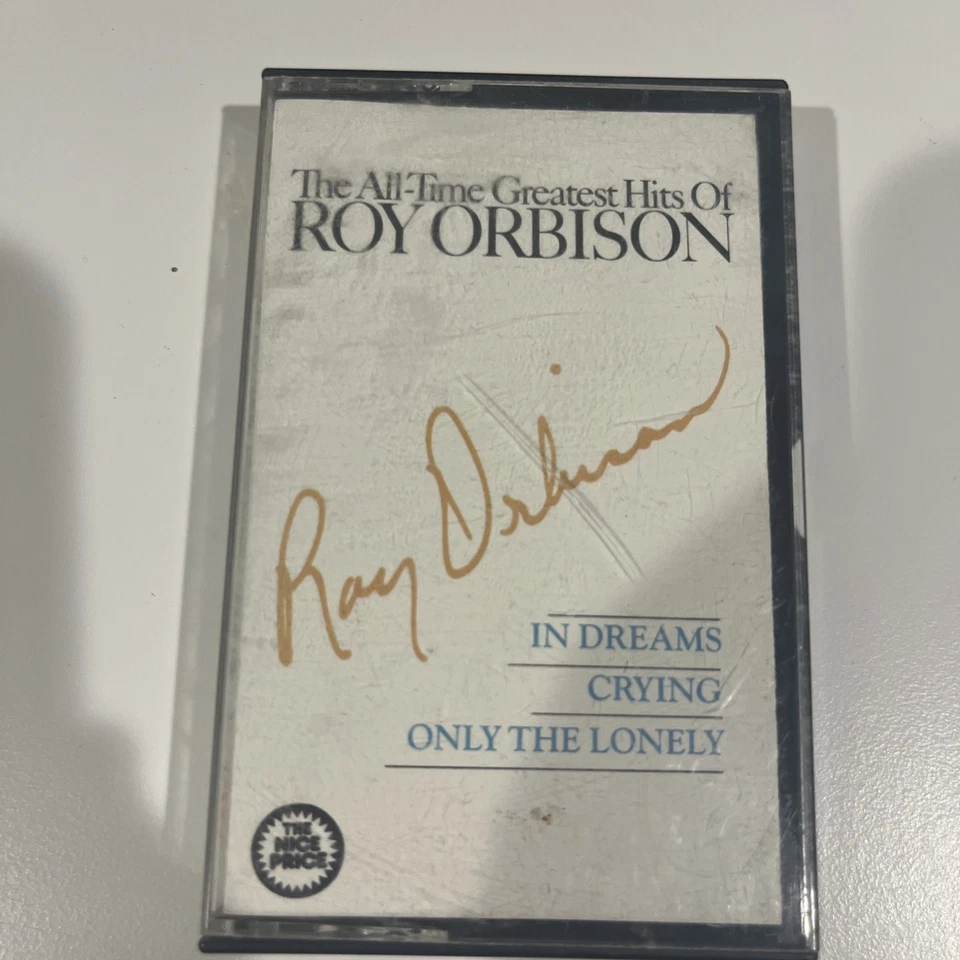 The All-Time Greatest Hits Of
ROY ORBISON
Roy Orbison
IN DREAMS
CRYING
ONLY THE LONELY
THE
NICE
PRICE